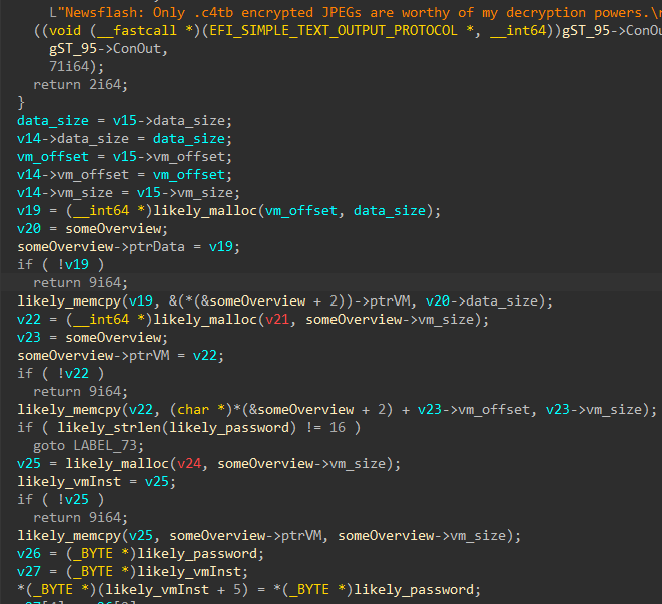 L"Newsflash: Only .c4tb encrypted JPEGs are worthy of my decryption powers.\r
((void (__fastcall *)(EFI_SIMPLE_TEXT_OUTPUT_PROTOCOL *, __int64))gST_95->ConOu
gST_95->ConOut,
71i64);
return 2i64;
}
data_size = v15->data_size;
v14->data_size = data_size;
vm_offset = v15->vm_offset;
v14->vm_offset = vm_offset;
v14->vm_size = v15->vm_size;
v19 = (__int64 *)likely_malloc(vm_offset, data_size);
v20 = someOverview;
someOverview->ptrData = v19;
if ( !v19 )
return 9i64;
likely_memcpy(v19, &(*(&someOverview + 2))->ptrVM, v20->data_size);
v22 = (__int64 *)likely_malloc(v21, someOverview->vm_size);
v23 = someOverview;
someOverview->ptrVM = v22;
if ( !v22 )
return 9i64;
likely_memcpy(v22, (char *)*(&someOverview + 2) + v23->vm_offset, v23->vm_size);
if ( likely_strlen(likely_password) != 16 )
goto LABEL_73;
v25 = likely_malloc(v24, someOverview->vm_size);
likely_vmInst = v25;
if ( !v25 )
return 9i64;
likely_memcpy(v25, someOverview->ptrVM, someOverview->vm_size);
v26 = (_BYTE *)likely_password;
v27 = (_BYTE *)likely_vmInst;
*(_BYTE *)(likely_vmInst + 5) = *(_BYTE *)likely_password;